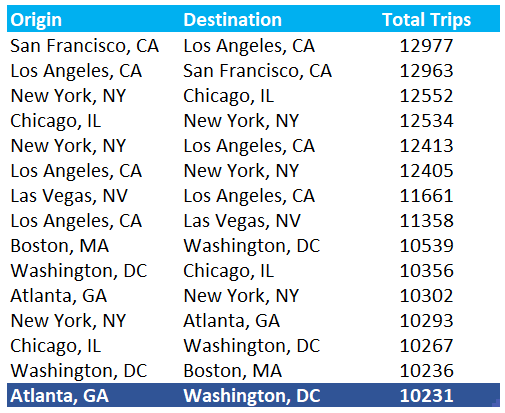 Origin Destination Total Trips
San Francisco, CA Los Angeles, CA 12977
Los Angeles, CA San Francisco, CA 12963
New York, NY Chicago, IL 12552
Chicago, IL New York, NY 12534
New York, NY Los Angeles, CA 12413
Los Angeles, CA New York, NY 12405
Las Vegas, NV Los Angeles, CA 11661
Los Angeles, CA Las Vegas, NV 11358
Boston, MA Washington, DC 10539
Washington, DC Chicago, IL 10356
Atlanta, GA New York, NY 10302
New York, NY Atlanta, GA 10293
Chicago, IL Washington, DC 10267
Washington, DC Boston, MA 10236
Atlanta, GA Washington, DC 10231